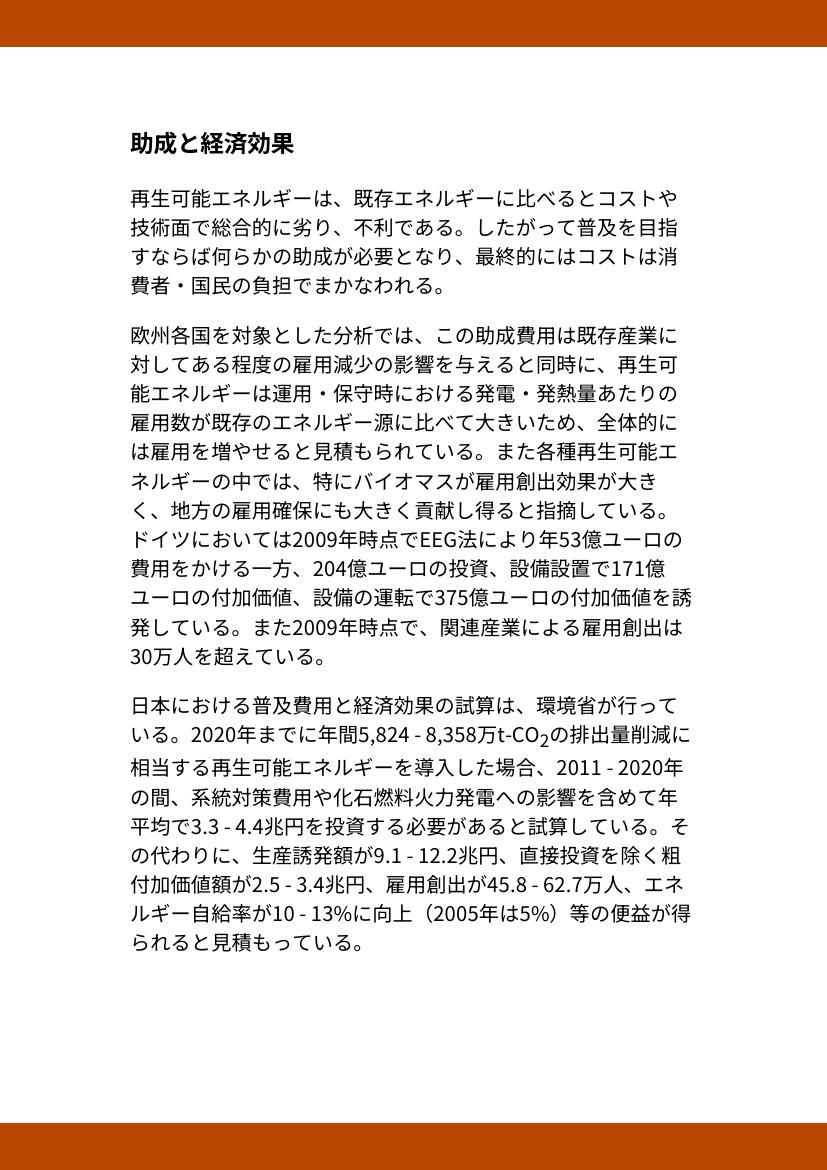 助成と経済効果
再生可能エネルギーは、既存エネルギーに比べるとコストや
技術面で総合的に劣り、不利である。したがって普及を目指
すならば何らかの助成が必要となり、最終的にはコストは消
費者・国民の負担でまかなわれる。
欧州各国を対象とした分析では、この助成費用は既存産業に
対してある程度の雇用減少の影響を与えると同時に、再生可
能エネルギーは運用・保守時における発電・発熱量あたりの
雇用数が既存のエネルギー源に比べて大きいため、全体的に
は雇用を増やせると見積もられている。また各種再生可能エ
ネルギーの中では、特にバイオマスが雇用創出効果が大き
く、地方の雇用確保にも大きく貢献し得ると指摘している。
ドイツにおいては2009年時点でEEG法により年53億ユーロの
費用をかける一方、204億ユーロの投資、設備設置で171億
ユーロの付加価値、設備の運転で375億ユーロの付加価値を誘
発している。また2009年時点で、関連産業による雇用創出は
30万人を超えている。
日本における普及費用と経済効果の試算は、環境省が行って
いる。2020年までに年間5,824 - 8,358万t-CO2の排出量削減に
相当する再生可能エネルギーを導入した場合、2011 - 2020年
の間、系統対策費用や化石燃料火力発電への影響を含めて年
平均で3.3 - 4.4兆円を投資する必要があると試算している。そ
の代わりに、生産誘発額が9.1 - 12.2兆円、直接投資を除く粗
付加価値額が2.5 - 3.4兆円、雇用創出が45.8 - 62.7万人、エネ
ルギー自給率が10 - 13%に向上（2005年は5%）等の便益が得
られると見積もっている。